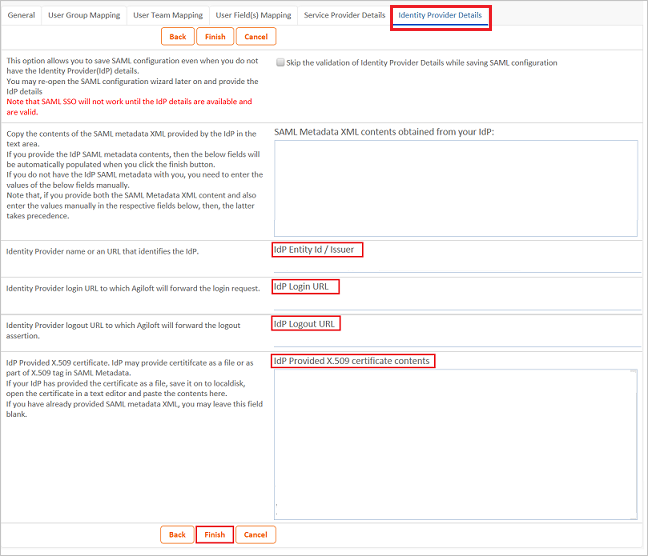 General User Group Mapping User Team Mapping User Field(s) Mapping Service Provider Details Identity Provider Details
Back Finish Cancel
This option allows you to save SAML configuration even when you do not
have the Identity Provider(IdP) details.
You may re-open the SAML configuration wizard later on and provide the
IdP details
Note that SAML SSO will not work until the IdP details are available and
are valid.
Skip the validation of Identity Provider Details while saving SAML configuration
Copy the contents of the SAML metadata XML provided by the IdP in the
text area.
If you provide the IdP SAML metadata contents, then the below fields will
be automatically populated when you click the finish button.
If you do not have the IdP SAML metadata with you, you need to enter the
values of the below fields manually.
Note that, if you provide both the SAML Metadata XML content and also
enter the values manually in the respective fields below, then, the latter
takes precedence.
SAML Metadata XML contents obtained from your IdP:
Identity Provider name or an URL that identifies the IdP.
IdP Entity Id / Issuer
Identity Provider login URL to which Agiloft will forward the login request.
IdP Login URL
Identity Provider logout URL to which Agiloft will forward the logout
assertion.
IdP Logout URL
IdP Provided X.509 certificate. IdP may provide certitifcate as a file or as
part of X.509 tag in SAML Metadata.
If your IdP has provided the certificate as a file, save it on to localdisk,
open the certificate in a text editor and paste the contents here.
If you have already provided SAML metadata XML, you may leave this field
blank.
IdP Provided X.509 certificate contents
Back Finish Cancel